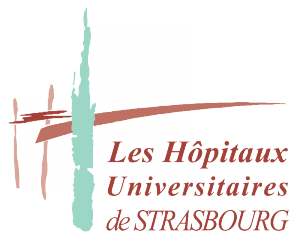 Les Hôpitaux
Universitaires
de STRASBOURG